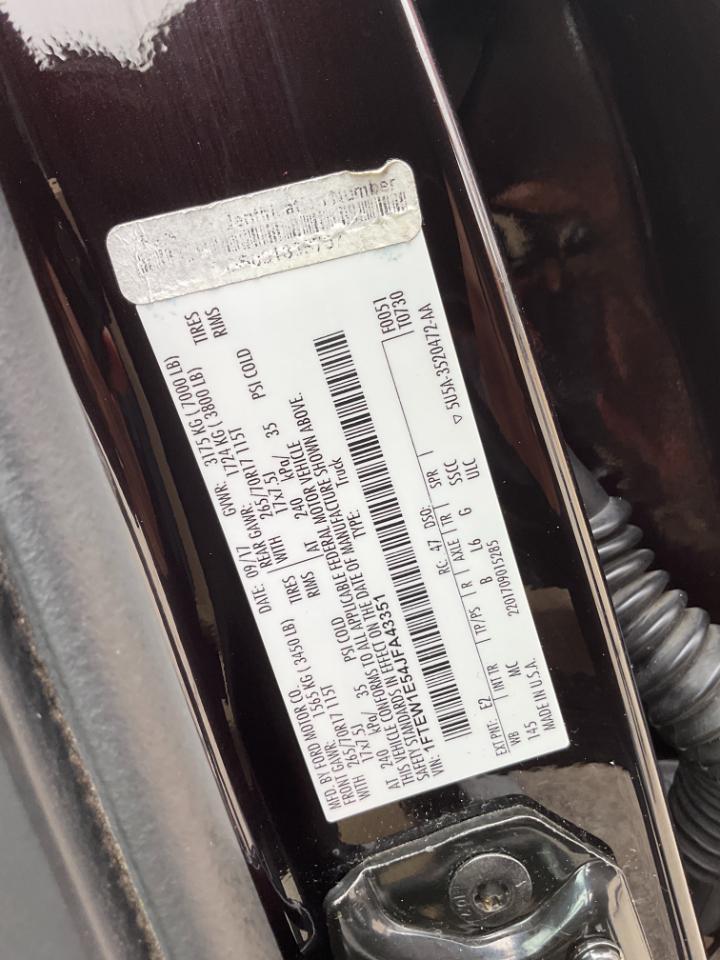 MFD. BY FORD MOTOR CO.
DATE: 09/17
GVWR: 3175 KG ( 7000 LB)
FRONT GAWR: 1565 KG ( 3450 LB)
REAR GAWR: 1724 KG ( 3800 LB)
265/70R17 115T TIRES
WITH 265/70R17 115T TIRES
17x7.5J RIMS
WITH 17x7.5J RIMS
AT 240 kPa/ 35 PSI COLD
AT 240 kPa/ 35 PSI COLD
THIS VEHICLE CONFORMS TO ALL APPLICABLE FEDERAL MOTOR VEHICLE
SAFETY STANDARDS IN EFFECT ON THE DATE OF MANUFACTURE SHOWN ABOVE.
VIN: 1FTEW1E54JFA43351
TYPE: Truck
F0051
T0730
EXT PNT: EZ RC: 47 DSO:
WB INT TR TP/PS R AXLE TR SPR
145 MC B L6 G SSCC
ULC
MADE IN U.S.A. 220170901S285
▽ 5U5A-3520472-AA